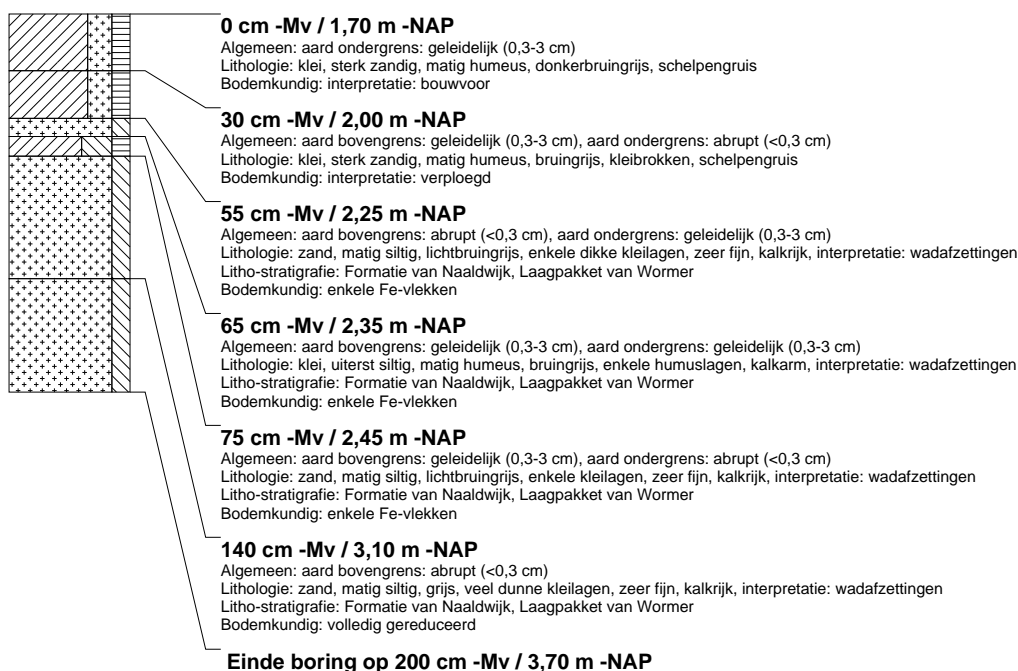 0 cm -Mv / 1,70 m -NAP
Algemeen: aard ondergrens: geleidelijk (0,3-3 cm)
Lithologie: klei, sterk zandig, matig humeus, donkerbruingrijs, schelpengruis
Bodemkundig: interpretatie: bouwvoor
30 cm -Mv / 2,00 m -NAP
Algemeen: aard bovengrens: geleidelijk (0,3-3 cm), aard ondergrens: abrupt (<0,3 cm)
Lithologie: klei, sterk zandig, matig humeus, bruingrijs, kleibrokken, schelpengruis
Bodemkundig: interpretatie: verploegd
55 cm -Mv / 2,25 m -NAP
Algemeen: aard bovengrens: abrupt (<0,3 cm), aard ondergrens: geleidelijk (0,3-3 cm)
Lithologie: zand, matig siltig, lichtbruingrijs, enkele dikke kleilagen, zeer fijn, kalkrijk, interpretatie: wadafzettingen
Litho-stratigrafie: Formatie van Naaldwijk, Laagpakket van Wormer
Bodemkundig: enkele Fe-vlekken
65 cm -Mv / 2,35 m -NAP
Algemeen: aard bovengrens: geleidelijk (0,3-3 cm), aard ondergrens: geleidelijk (0,3-3 cm)
Lithologie: klei, uiterst siltig, matig humeus, bruingrijs, enkele humuslagen, kalkarm, interpretatie: wadafzettingen
Litho-stratigrafie: Formatie van Naaldwijk, Laagpakket van Wormer
Bodemkundig: enkele Fe-vlekken
75 cm -Mv / 2,45 m -NAP
Algemeen: aard bovengrens: geleidelijk (0,3-3 cm), aard ondergrens: abrupt (<0,3 cm)
Lithologie: zand, matig siltig, lichtbruingrijs, enkele kleilagen, zeer fijn, kalkrijk, interpretatie: wadafzettingen
Litho-stratigrafie: Formatie van Naaldwijk, Laagpakket van Wormer
Bodemkundig: enkele Fe-vlekken
140 cm -Mv / 3,10 m -NAP
Algemeen: aard bovengrens: abrupt (<0,3 cm)
Lithologie: zand, matig siltig, grijs, veel dunne kleilagen, zeer fijn, kalkrijk, interpretatie: wadafzettingen
Litho-stratigrafie: Formatie van Naaldwijk, Laagpakket van Wormer
Bodemkundig: volledig gereduceerd
Einde boring op 200 cm -Mv / 3,70 m -NAP